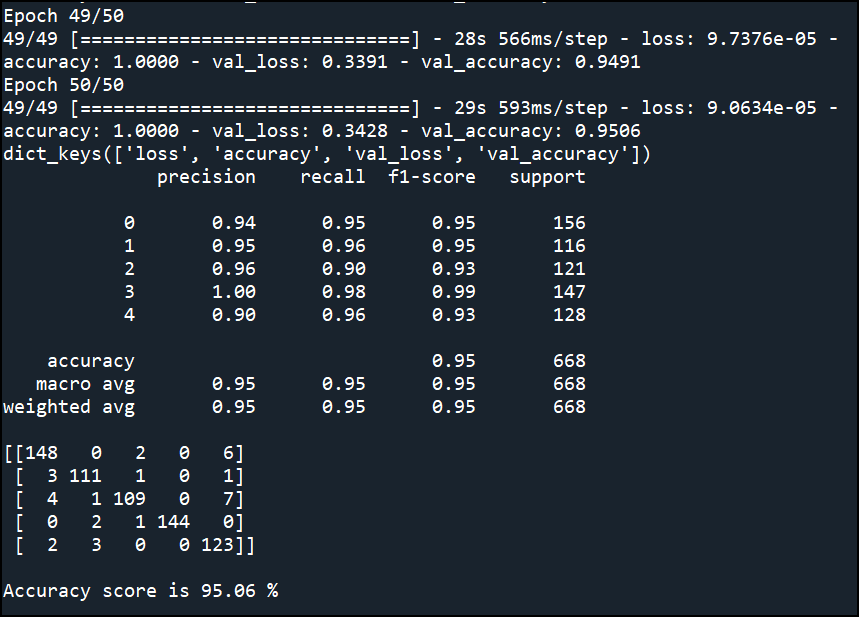 Epoch 49/50
49/49 [==============================] - 28s 566ms/step - loss: 9.7376e-05 -
accuracy: 1.0000 - val_loss: 0.3391 - val_accuracy: 0.9491
Epoch 50/50
49/49 [==============================] - 29s 593ms/step - loss: 9.0634e-05 -
accuracy: 1.0000 - val_loss: 0.3428 - val_accuracy: 0.9506
dict_keys(['loss', 'accuracy', 'val_loss', 'val_accuracy'])
              precision    recall  f1-score   support

           0       0.94      0.95      0.95       156
           1       0.95      0.96      0.95       116
           2       0.96      0.90      0.93       121
           3       1.00      0.98      0.99       147
           4       0.90      0.96      0.93       128

    accuracy                           0.95       668
   macro avg       0.95      0.95      0.95       668
weighted avg       0.95      0.95      0.95       668

[[148   0   2   0   6]
 [  3 111   1   0   1]
 [  4   1 109   0   7]
 [  0   2   1 144   0]
 [  2   3   0   0 123]]

Accuracy score is 95.06 %